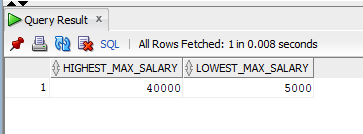 Query Result x
SQL | All Rows Fetched: 1 in 0.008 seconds
HIGHEST_MAX_SALARY LOWEST_MAX_SALARY
1 40000 5000